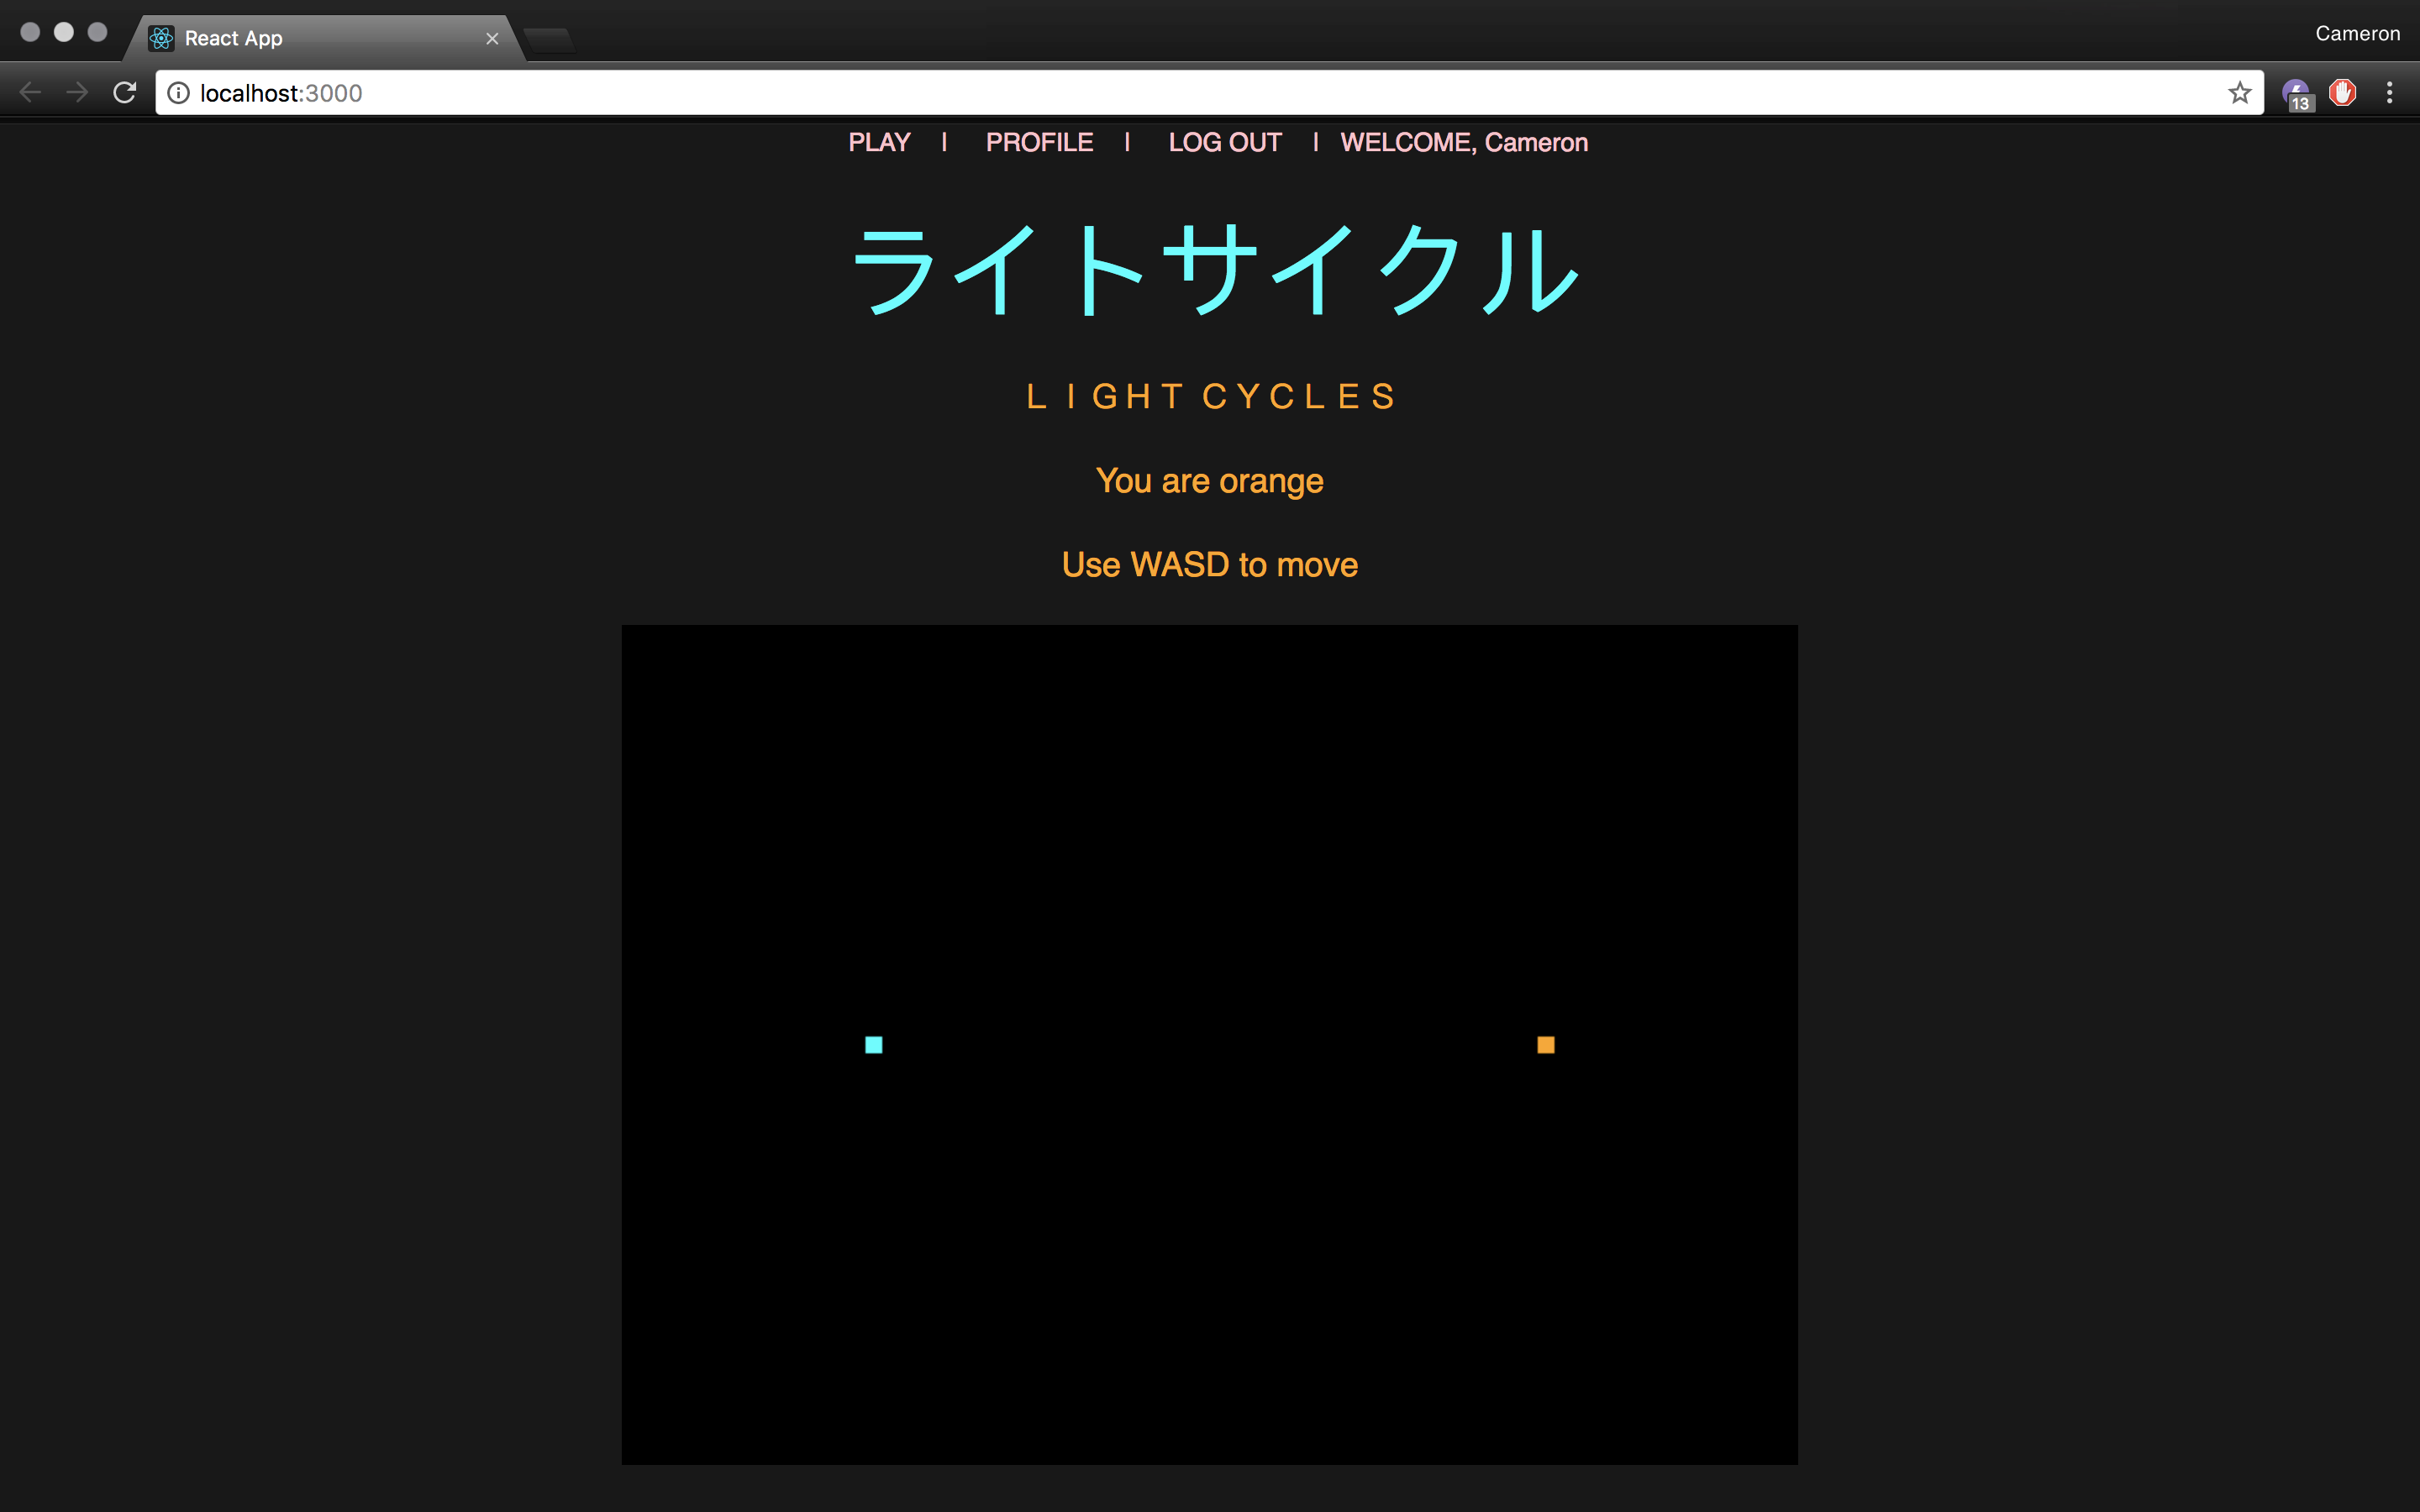 React App
Cameron
localhost:3000
13
PLAY | PROFILE | LOG OUT | WELCOME, Cameron
ライトサイクル
LIGHT CYCLES
You are orange
Use WASD to move